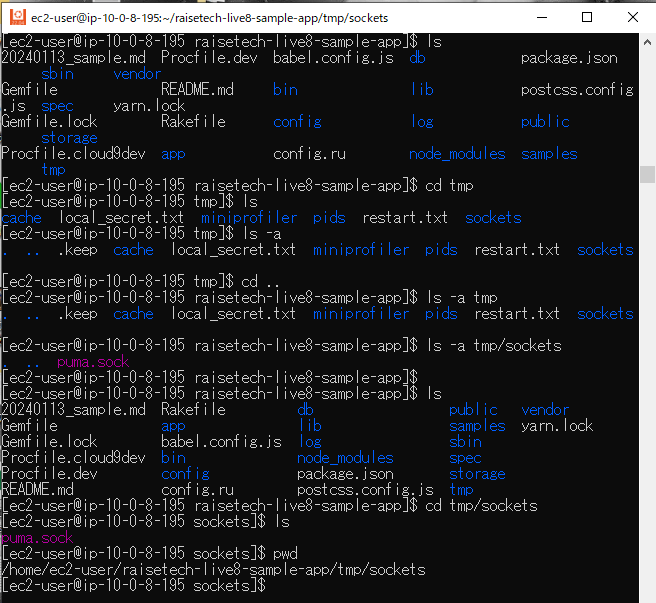 ec2-user@ip-10-0-8-195:~/raisetech-live8-sample-app/tmp/sockets
[ec2-user@ip-10-0-8-195 raisetech-live8-sample-app]$ ls
20240113_sample.md  Procfile.dev  babel.config.js  db            package.json
     sbin     vendor
Gemfile             README.md     bin              lib           postcss.config
.js  spec     yarn.lock
Gemfile.lock        Rakefile      config           log           public
     storage
Procfile.cloud9dev  app           config.ru        node_modules  samples
     tmp
[ec2-user@ip-10-0-8-195 raisetech-live8-sample-app]$ cd tmp
[ec2-user@ip-10-0-8-195 tmp]$ ls
cache  local_secret.txt  miniprofiler  pids  restart.txt  sockets
[ec2-user@ip-10-0-8-195 tmp]$ ls -a
.  ..  .keep  cache  local_secret.txt  miniprofiler  pids  restart.txt  sockets
[ec2-user@ip-10-0-8-195 tmp]$ cd ..
[ec2-user@ip-10-0-8-195 raisetech-live8-sample-app]$ ls -a tmp
.  ..  .keep  cache  local_secret.txt  miniprofiler  pids  restart.txt  sockets
[ec2-user@ip-10-0-8-195 raisetech-live8-sample-app]$ ls -a tmp/sockets
.  ..  puma.sock
[ec2-user@ip-10-0-8-195 raisetech-live8-sample-app]$
[ec2-user@ip-10-0-8-195 raisetech-live8-sample-app]$ ls
20240113_sample.md  Rakefile         db                 public   vendor
Gemfile             app              lib                samples  yarn.lock
Gemfile.lock        babel.config.js  log                sbin
Procfile.cloud9dev  bin              node_modules       spec
Procfile.dev        config           package.json       storage
README.md           config.ru        postcss.config.js  tmp
[ec2-user@ip-10-0-8-195 raisetech-live8-sample-app]$ cd tmp/sockets
[ec2-user@ip-10-0-8-195 sockets]$ ls
puma.sock
[ec2-user@ip-10-0-8-195 sockets]$ pwd
/home/ec2-user/raisetech-live8-sample-app/tmp/sockets
[ec2-user@ip-10-0-8-195 sockets]$